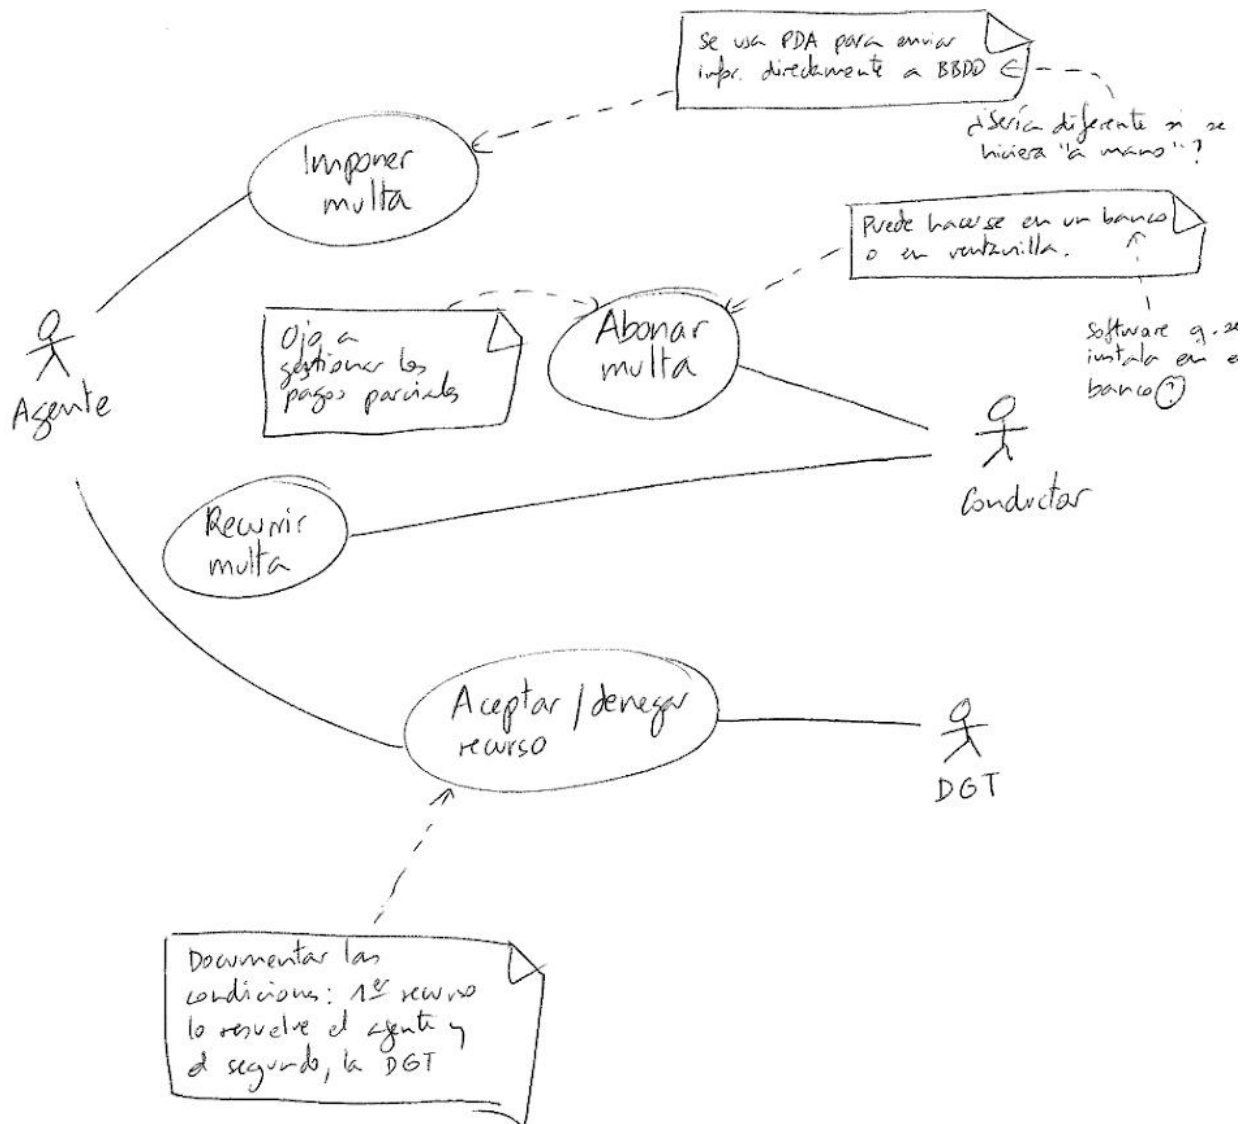 Se usa PDA para enviar
infor. directamente a BBDD
¿Sería diferente si se
hiciera "a mano"?
Imponer
multa
Puede hacerse en un banco
o en ventanilla.
Software q. se
instala en e
banco ?
Ojo a
gestionar los
pagos parciales
Abonar
multa
Agente
Conductor
Recurrir
multa
Aceptar / denegar
recurso
DGT
Documentar las
condiciones: 1er recurso
lo resuelve el agente y
el segundo, la DGT